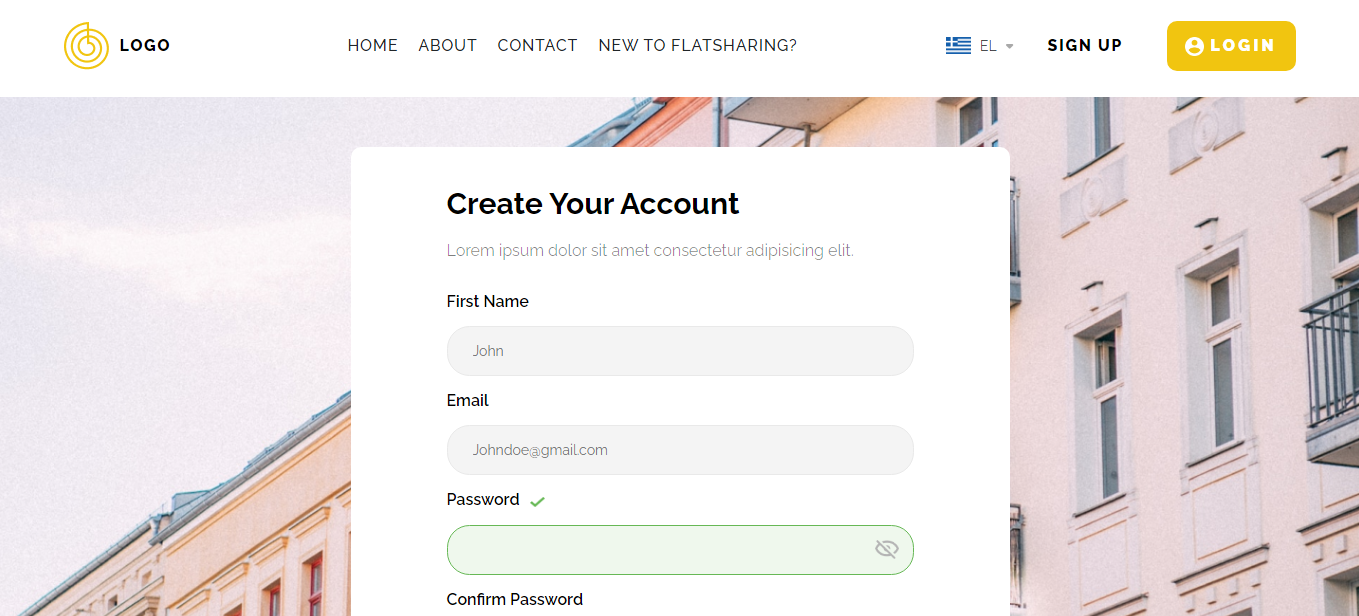 LOGO
HOME ABOUT CONTACT NEW TO FLATSHARING?
EL
SIGN UP
LOGIN
Create Your Account
Lorem ipsum dolor sit amet consectetur adipisicing elit.
First Name
John
Email
Johndoe@gmail.com
Password
Confirm Password